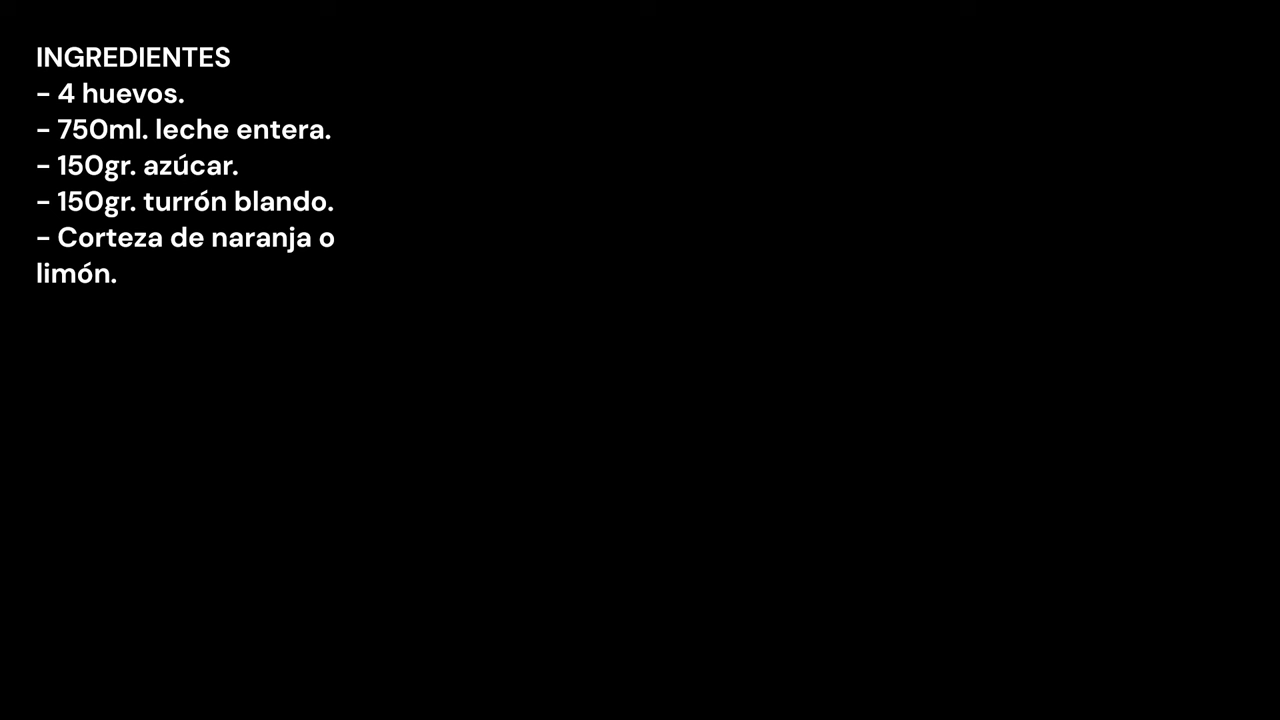 INGREDIENTES
- 4 huevos.
- 750ml. leche entera.
- 150gr. azúcar.
- 150gr. turrón blando.
- Corteza de naranja o
limón.